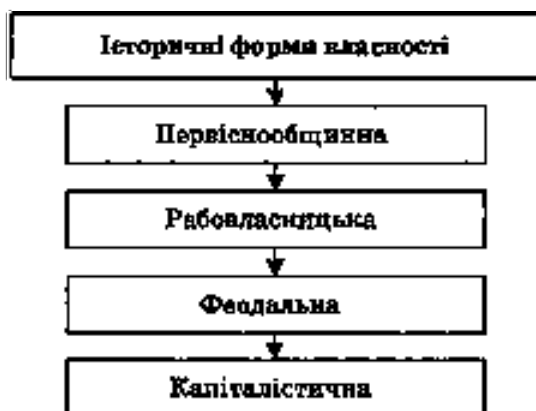 Історичні форми власності
Первіснообщинна
Рабовласницька
Феодальна
Капіталістична